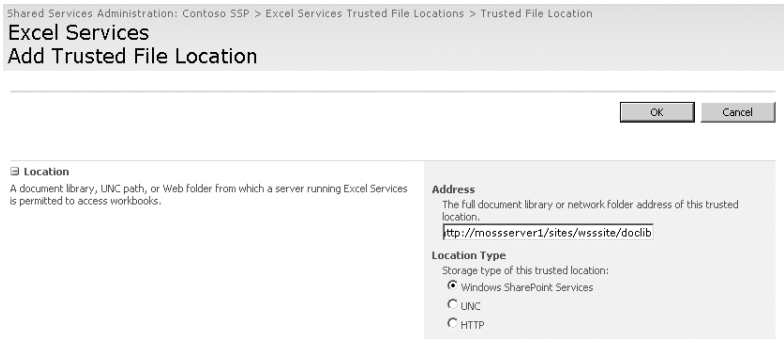 Shared Services Administration: Contoso SSP > Excel Services Trusted File Locations > Trusted File Location
Excel Services
Add Trusted File Location
OK Cancel
Location
A document library, UNC path, or Web folder from which a server running Excel Services
is permitted to access workbooks.
Address
The full document library or network folder address of this trusted
location.
ttp://mossserver1/sites/wsssite/doclib
Location Type
Storage type of this trusted location:
Windows SharePoint Services
UNC
HTTP